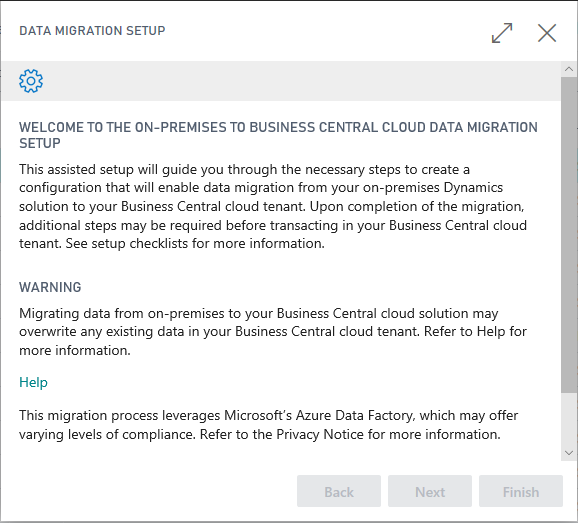 DATA MIGRATION SETUP
WELCOME TO THE ON-PREMISES TO BUSINESS CENTRAL CLOUD DATA MIGRATION
SETUP
This assisted setup will guide you through the necessary steps to create a
configuration that will enable data migration from your on-premises Dynamics
solution to your Business Central cloud tenant. Upon completion of the migration,
additional steps may be required before transacting in your Business Central cloud
tenant. See setup checklists for more information.
WARNING
Migrating data from on-premises to your Business Central cloud solution may
overwrite any existing data in your Business Central cloud tenant. Refer to Help for
more information.
Help
This migration process leverages Microsoft's Azure Data Factory, which may offer
varying levels of compliance. Refer to the Privacy Notice for more information.
Back Next Finish